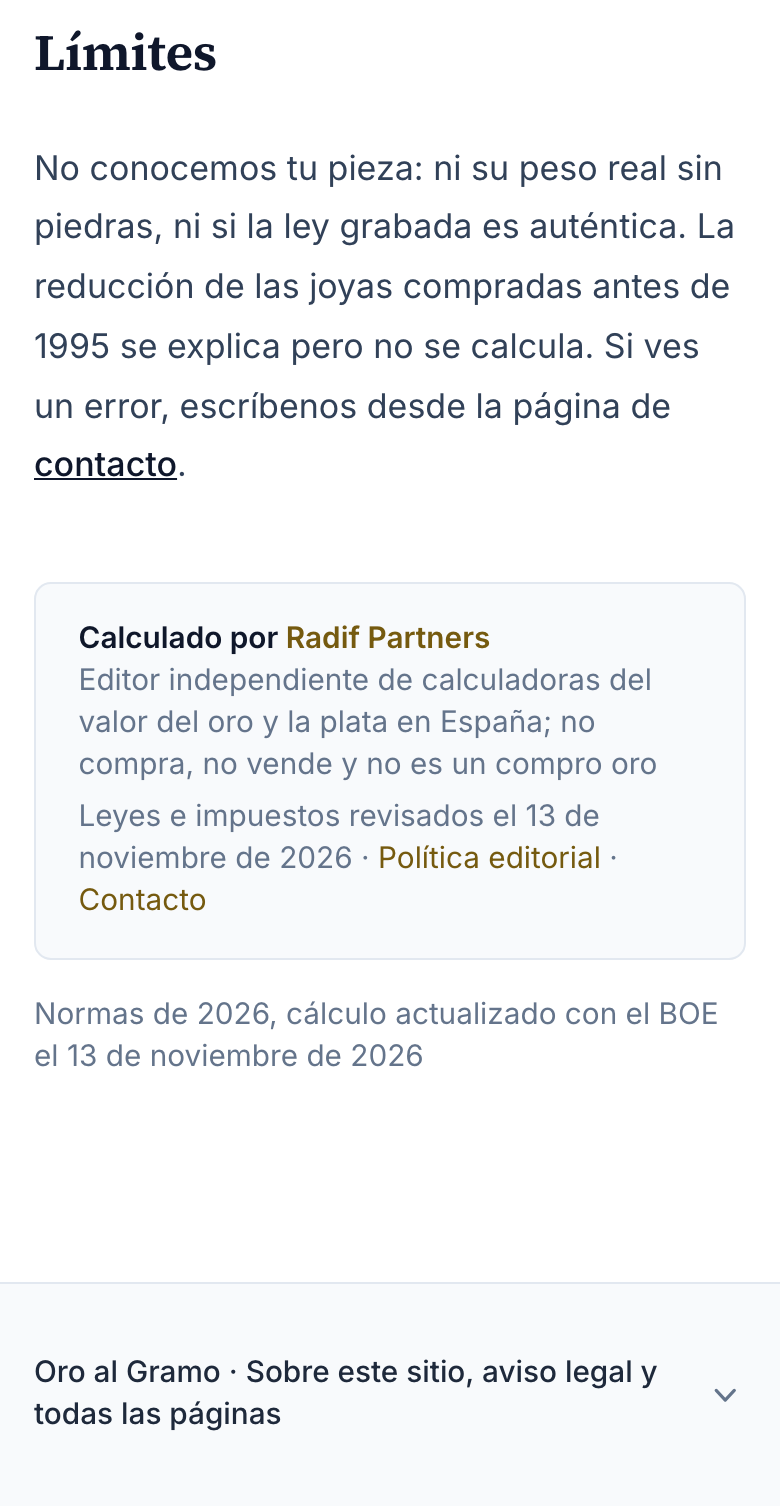 Límites
No conocemos tu pieza: ni su peso real sin
piedras, ni si la ley grabada es auténtica. La
reducción de las joyas compradas antes de
1995 se explica pero no se calcula. Si ves
un error, escríbenos desde la página de
contacto.
Calculado por Radif Partners
Editor independiente de calculadoras del
valor del oro y la plata en España; no
compra, no vende y no es un compro oro
Leyes e impuestos revisados el 13 de
noviembre de 2026 · Política editorial ·
Contacto
Normas de 2026, cálculo actualizado con el BOE
el 13 de noviembre de 2026
Oro al Gramo · Sobre este sitio, aviso legal y
todas las páginas